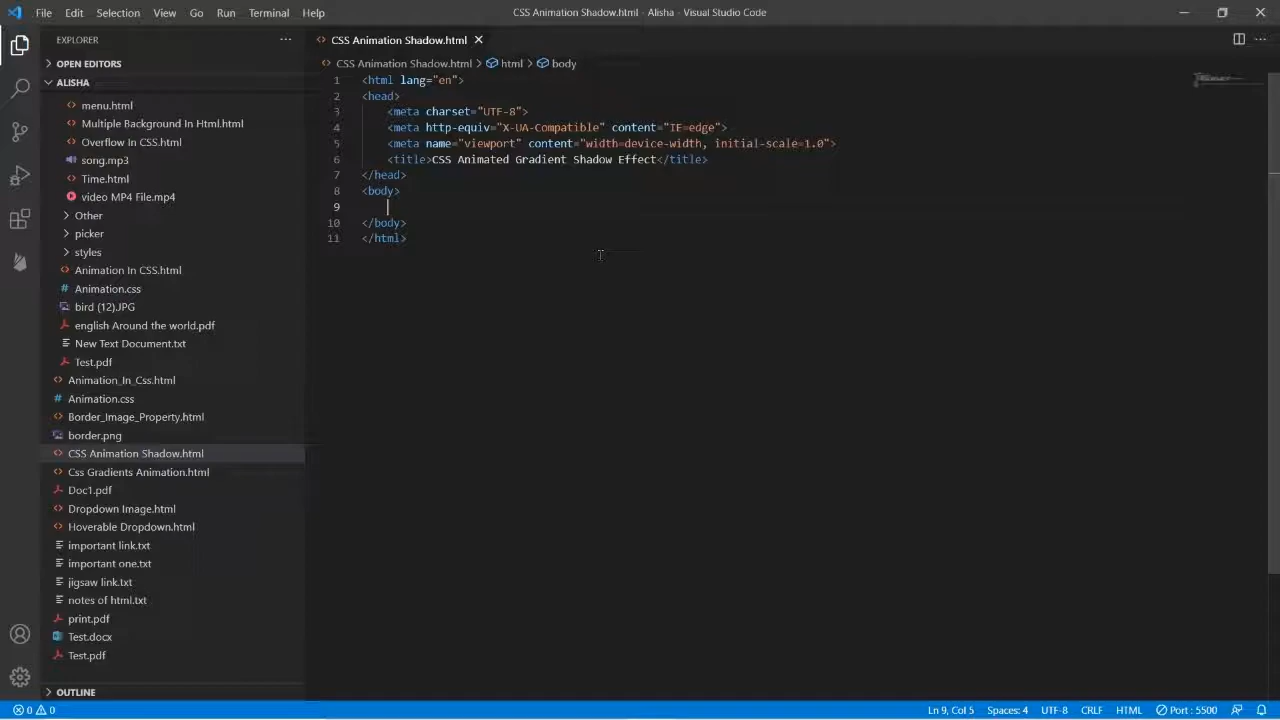 File Edit Selection View Go Run Terminal Help CSS Animation Shadow.html - Alisha - Visual Studio Code
EXPLORER
OPEN EDITORS
ALISHA
menu.html
Multiple Background In Html.html
Overflow In CSS.html
song.mp3
Time.html
video MP4 File.mp4
Other
picker
styles
Animation In CSS.html
Animation.css
bird (12).JPG
english Around the world.pdf
New Text Document.txt
Test.pdf
Animation_In_Css.html
Animation.css
Border_Image_Property.html
border.png
CSS Animation Shadow.html
Css Gradients Animation.html
Doc1.pdf
Dropdown Image.html
Hoverable Dropdown.html
important link.txt
important one.txt
jigsaw link.txt
notes of html.txt
print.pdf
Test.docx
Test.pdf
OUTLINE
CSS Animation Shadow.html
CSS Animation Shadow.html > html > body
1 <html lang="en">
2 <head>
3 <meta charset="UTF-8">
4 <meta http-equiv="X-UA-Compatible" content="IE=edge">
5 <meta name="viewport" content="width=device-width, initial-scale=1.0">
6 <title>CSS Animated Gradient Shadow Effect</title>
7 </head>
8 <body>
9
10 </body>
11 </html>
0 0 Ln 9, Col 5 Spaces: 4 UTF-8 CRLF HTML Port : 5500